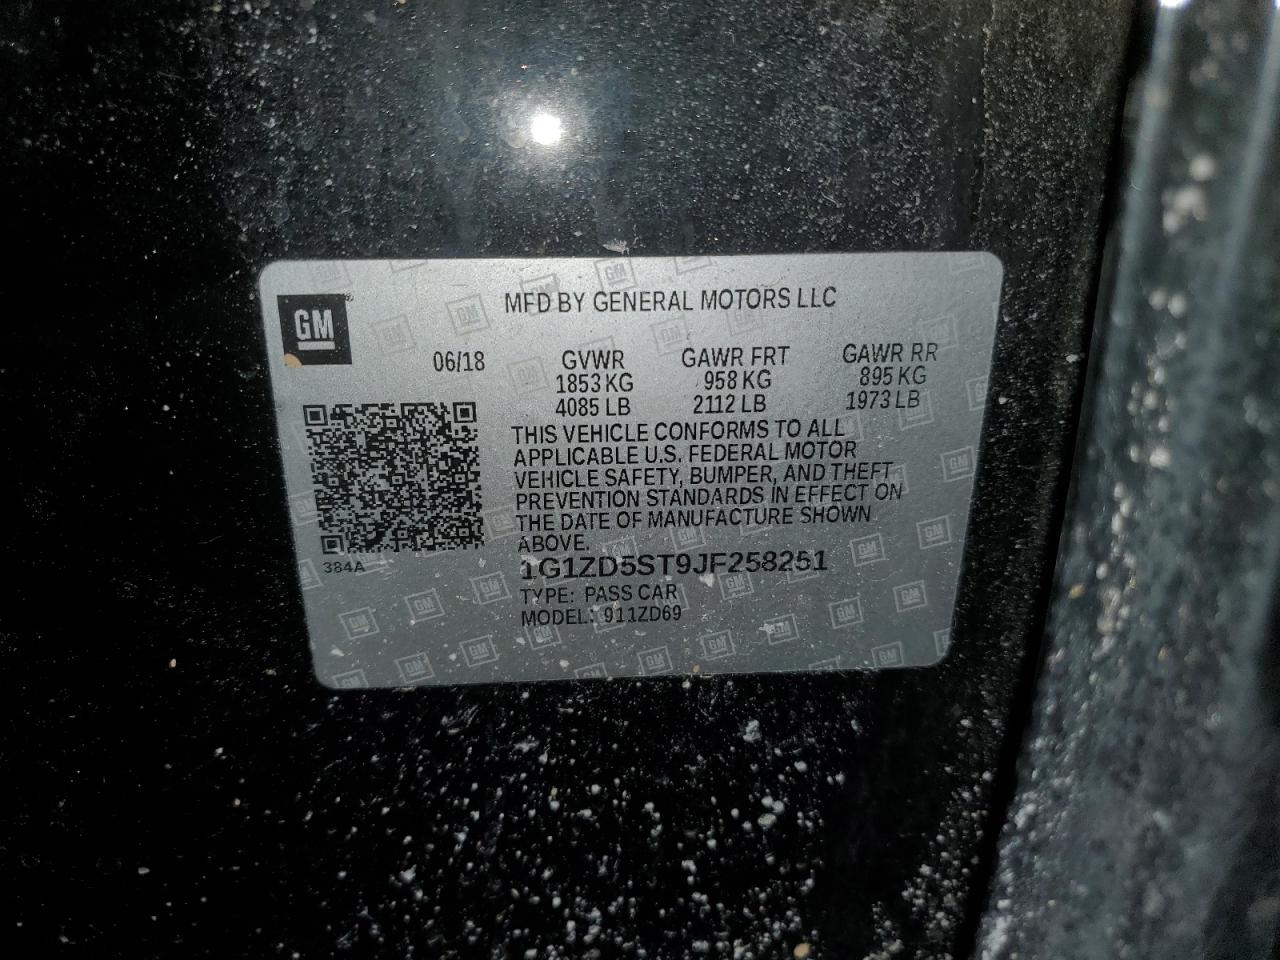 MFD BY GENERAL MOTORS LLC
GM
06/18 GVWR GAWR FRT GAWR RR
1853 KG 958 KG 895 KG
4085 LB 2112 LB 1973 LB
THIS VEHICLE CONFORMS TO ALL
APPLICABLE U.S. FEDERAL MOTOR
VEHICLE SAFETY, BUMPER, AND THEFT
PREVENTION STANDARDS IN EFFECT ON
THE DATE OF MANUFACTURE SHOWN
ABOVE.
384A
1G1ZD5ST9JF258251
TYPE: PASS CAR
MODEL: 911ZD69